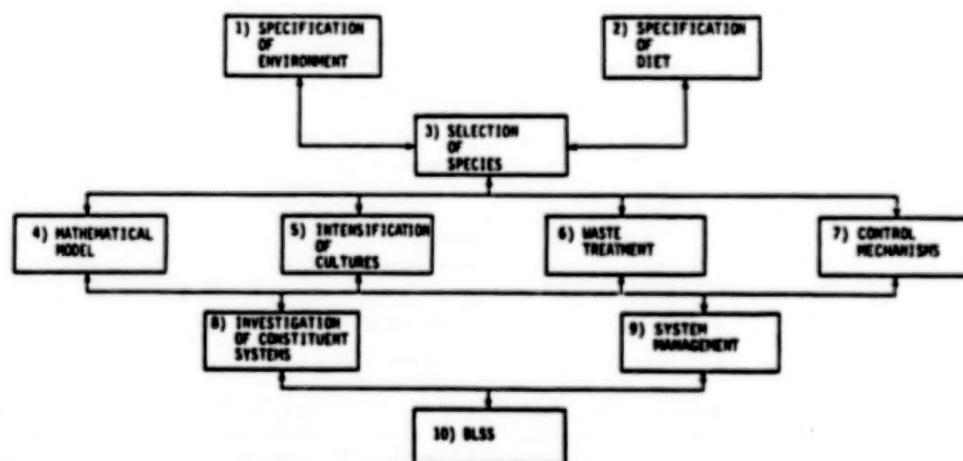 1) SPECIFICATION
OF
ENVIRONMENT
2) SPECIFICATION
OF
DIET
3) SELECTION
OF
SPECIES
4) MATHEMATICAL
MODEL
5) INTENSIFICATION
OF
CULTURES
6) WASTE
TREATMENT
7) CONTROL
MECHANISMS
8) INVESTIGATION
OF CONSTITUENT
SYSTEMS
9) SYSTEM
MANAGEMENT
10) BLSS